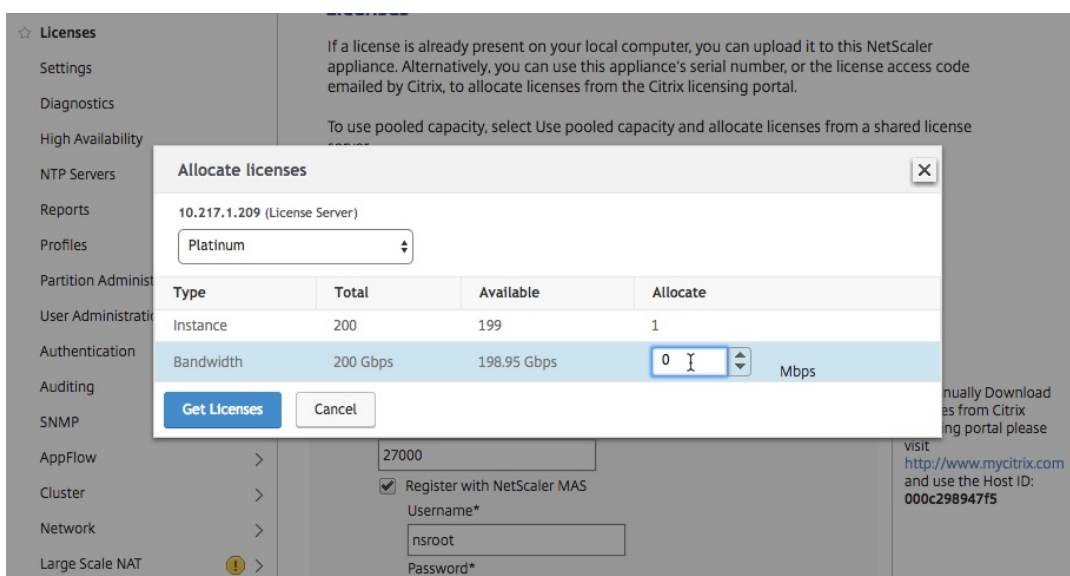 Licenses
Licenses
Settings
Diagnostics
High Availability
NTP Servers
Reports
Profiles
Partition Administ
User Administratio
Authentication
Auditing
SNMP
AppFlow
Cluster
Network
Large Scale NAT
If a license is already present on your local computer, you can upload it to this NetScaler
appliance. Alternatively, you can use this appliance's serial number, or the license access code
emailed by Citrix, to allocate licenses from the Citrix licensing portal.
To use pooled capacity, select Use pooled capacity and allocate licenses from a shared license
Allocate licenses
10.217.1.209 (License Server)
Platinum
Type Total Available Allocate
Instance 200 199 1
Bandwidth 200 Gbps 198.95 Gbps 0 Mbps
Get Licenses Cancel
27000
Register with NetScaler MAS
Username*
nsroot
Password*
nually Download
es from Citrix
ng portal please
visit
http://www.mycitrix.com
and use the Host ID:
000c298947f5